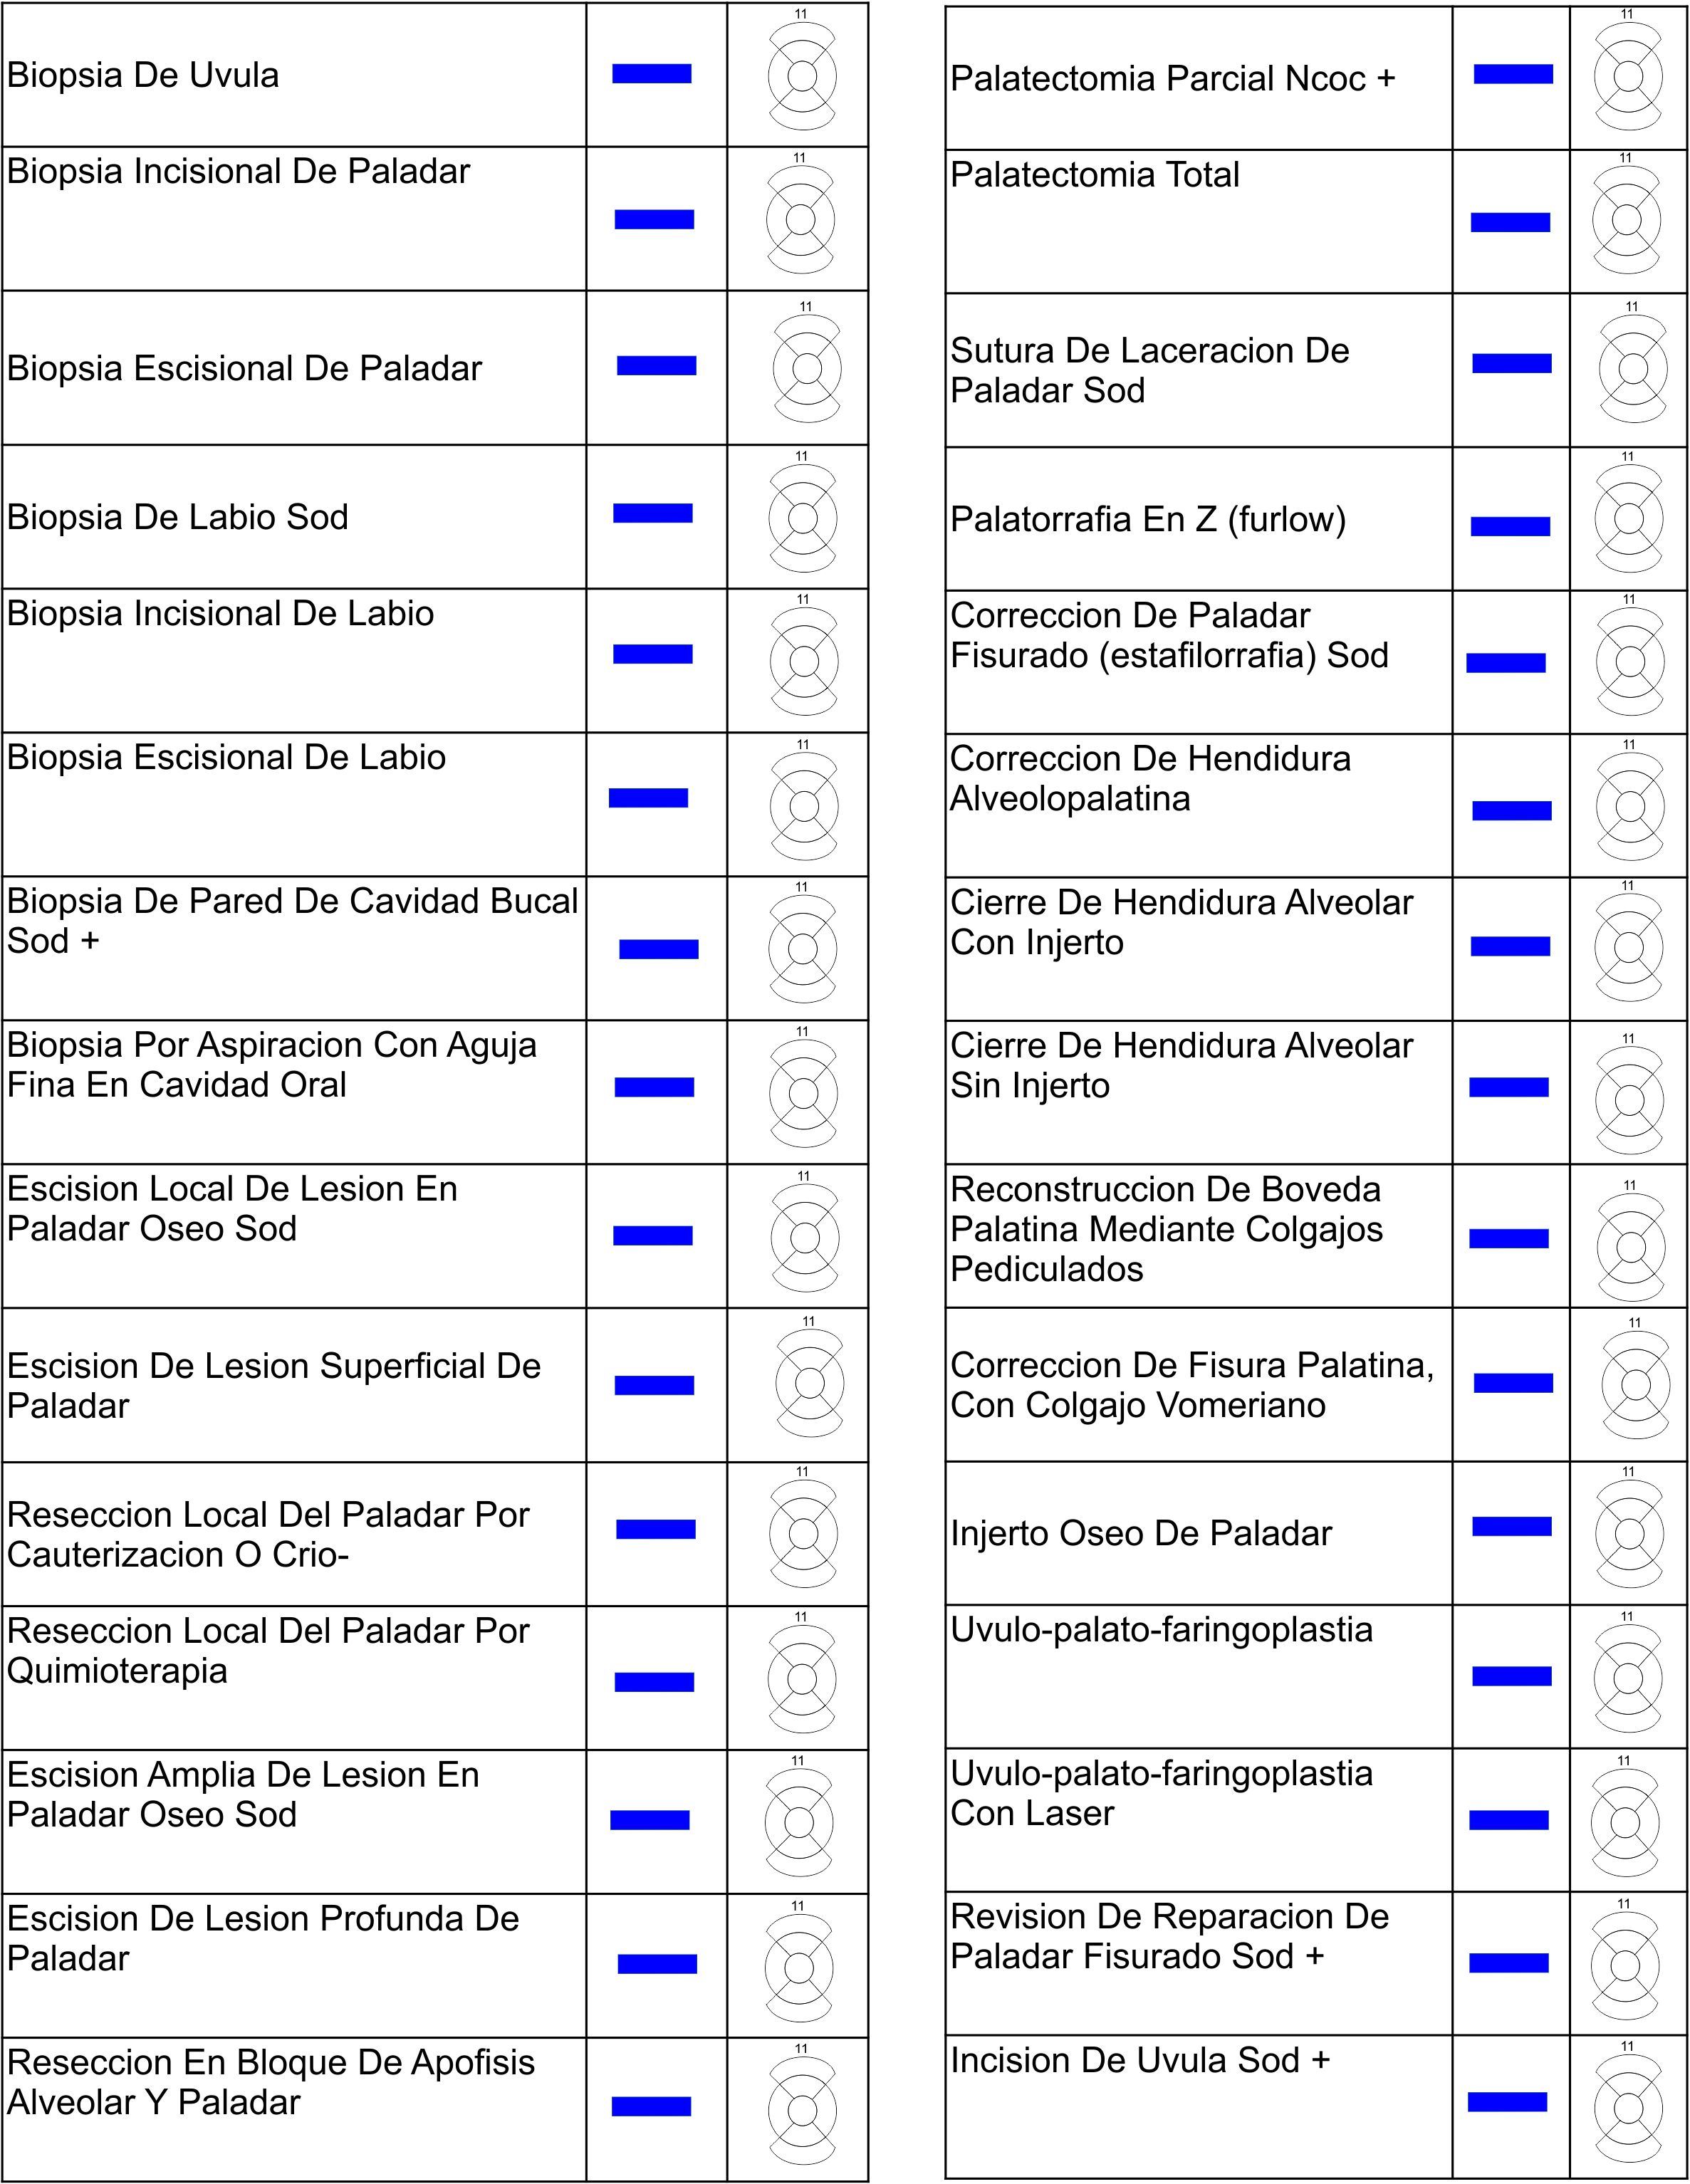 11
Biopsia De Uvula
11
Biopsia Incisional De Paladar
11
Biopsia Escisional De Paladar
11
Biopsia De Labio Sod
11
Biopsia Incisional De Labio
11
Biopsia Escisional De Labio
11
Biopsia De Pared De Cavidad Bucal
Sod +
11
Biopsia Por Aspiracion Con Aguja
Fina En Cavidad Oral
11
Escision Local De Lesion En
Paladar Oseo Sod
11
Escision De Lesion Superficial De
Paladar
11
Reseccion Local Del Paladar Por
Cauterizacion O Crio-
11
Reseccion Local Del Paladar Por
Quimioterapia
11
Escision Amplia De Lesion En
Paladar Oseo Sod
11
Escision De Lesion Profunda De
Paladar
11
Reseccion En Bloque De Apofisis
Alveolar Y Paladar
11
Palatectomia Parcial Ncoc +
11
Palatectomia Total
11
Sutura De Laceracion De
Paladar Sod
11
Palatorrafia En Z (furlow)
11
Correccion De Paladar
Fisurado (estafilorrafia) Sod
11
Correccion De Hendidura
Alveolopalatina
11
Cierre De Hendidura Alveolar
Con Injerto
11
Cierre De Hendidura Alveolar
Sin Injerto
11
Reconstruccion De Boveda
Palatina Mediante Colgajos
Pediculados
11
Correccion De Fisura Palatina,
Con Colgajo Vomeriano
11
Injerto Oseo De Paladar
11
Uvulo-palato-faringoplastia
11
Uvulo-palato-faringoplastia
Con Laser
11
Revision De Reparacion De
Paladar Fisurado Sod +
11
Incision De Uvula Sod +